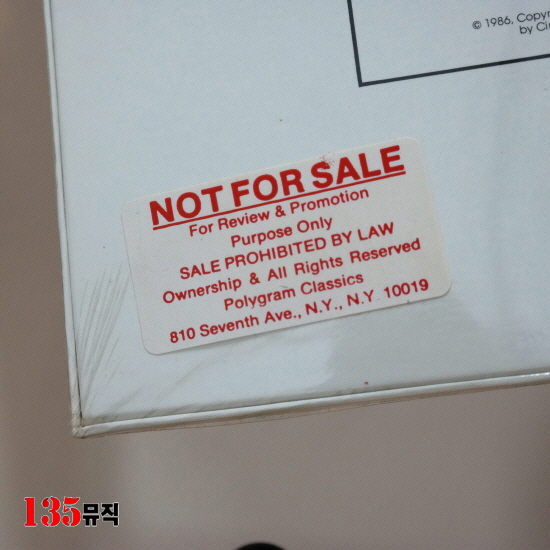 © 1986, Copyr
by Ci
NOT FOR SALE
For Review & Promotion
Purpose Only
SALE PROHIBITED BY LAW
Ownership & All Rights Reserved
Polygram Classics
810 Seventh Ave., N.Y., N.Y 10019
135뮤직